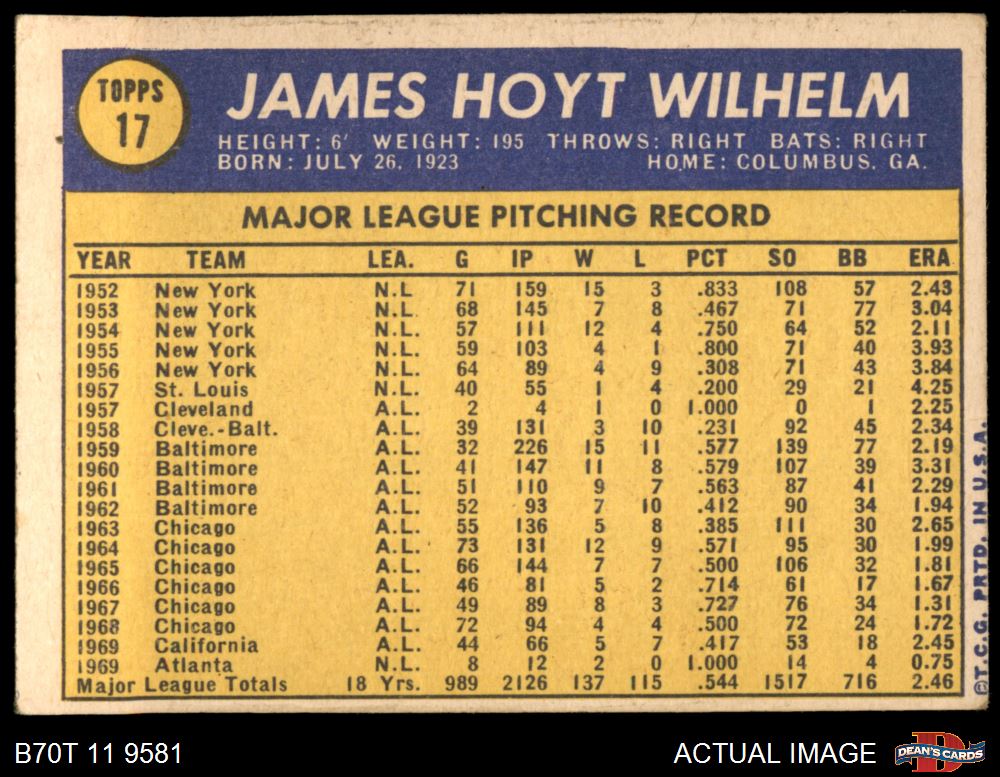 TOPPS
17
JAMES HOYT WILHELM
HEIGHT: 6' WEIGHT: 195 THROWS: RIGHT BATS: RIGHT
BORN: JULY 26, 1923 HOME: COLUMBUS, GA.
MAJOR LEAGUE PITCHING RECORD
YEAR TEAM LEA. G IP W L PCT SO BB ERA
1952 New York N.L 71 159 15 3 .833 108 57 2.43
1953 New York N.L. 68 145 7 8 .467 71 77 3.04
1954 New York N.L. 57 111 12 4 .750 64 52 2.11
1955 New York N.L. 59 103 4 1 .800 71 40 3.93
1956 New York N.L. 64 89 4 9 .308 71 43 3.84
1957 St. Louis N.L. 40 55 1 4 .200 29 21 4.25
1957 Cleveland A.L. 2 4 1 0 1.000 0 1 2.25
1958 Cleve.-Balt. A.L. 39 131 3 10 .231 92 45 2.34
1959 Baltimore A.L. 32 226 15 11 .577 139 77 2.19
1960 Baltimore A.L. 41 147 11 8 .579 107 39 3.31
1961 Baltimore A.L. 51 110 9 7 .563 87 41 2.29
1962 Baltimore A.L. 52 93 7 10 .412 90 34 1.94
1963 Chicago A.L. 55 136 5 8 .385 111 30 2.65
1964 Chicago A.L. 73 131 12 9 .571 95 30 1.99
1965 Chicago A.L. 66 144 7 7 .500 106 32 1.81
1966 Chicago A.L. 46 81 5 2 .714 61 17 1.67
1967 Chicago A.L. 49 89 8 3 .727 76 34 1.31
1968 Chicago A.L. 72 94 4 4 .500 72 24 1.72
1969 California A.L. 44 66 5 7 .417 53 18 2.45
1969 Atlanta N.L. 8 12 2 0 1.000 14 4 0.75
Major League Totals 18 Yrs. 989 2126 137 115 .544 1517 716 2.46
©T.C.G. PRTD. IN U.S.A.
B70T 11 9581
ACTUAL IMAGE
DEAN'S CARDS